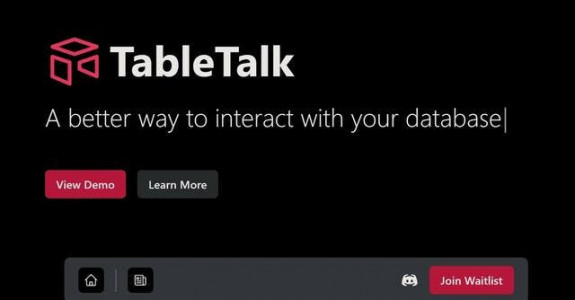 TableTalk
A better way to interact with your database|
View Demo
Learn More
Join Waitlist